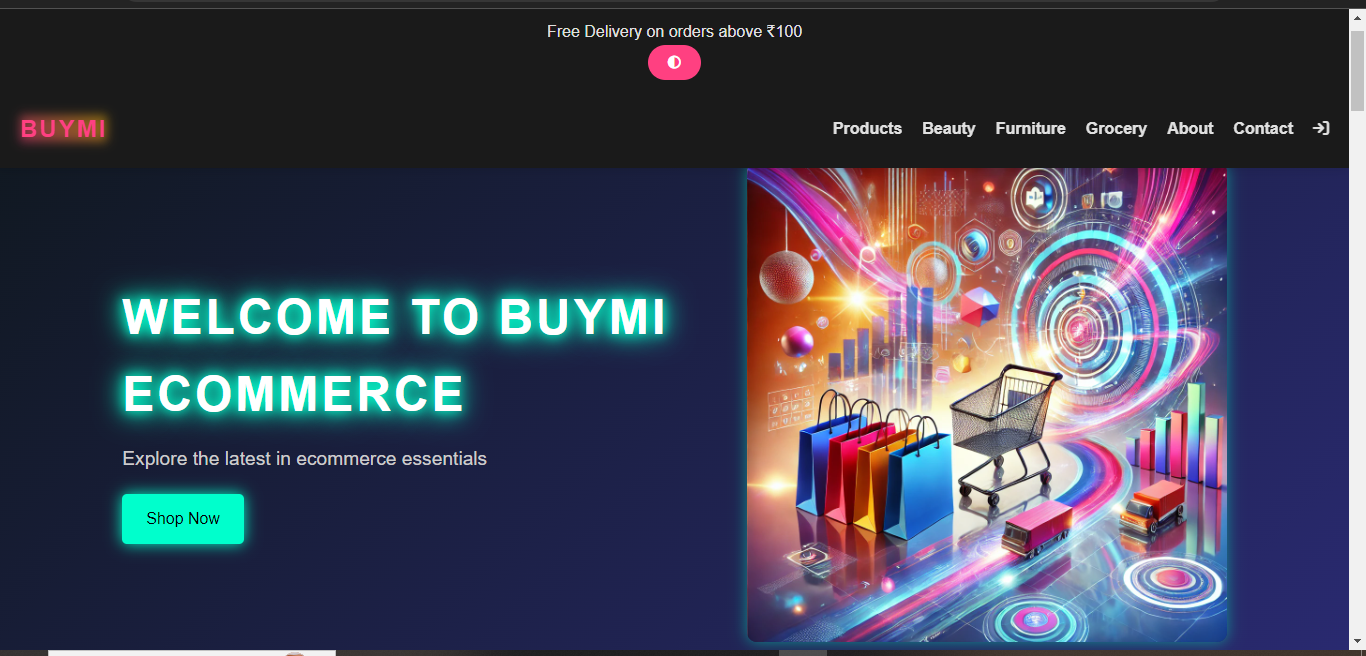 Free Delivery on orders above ₹100
BUYMI
Products Beauty Furniture Grocery About Contact
WELCOME TO BUYMI
ECOMMERCE
Explore the latest in ecommerce essentials
Shop Now